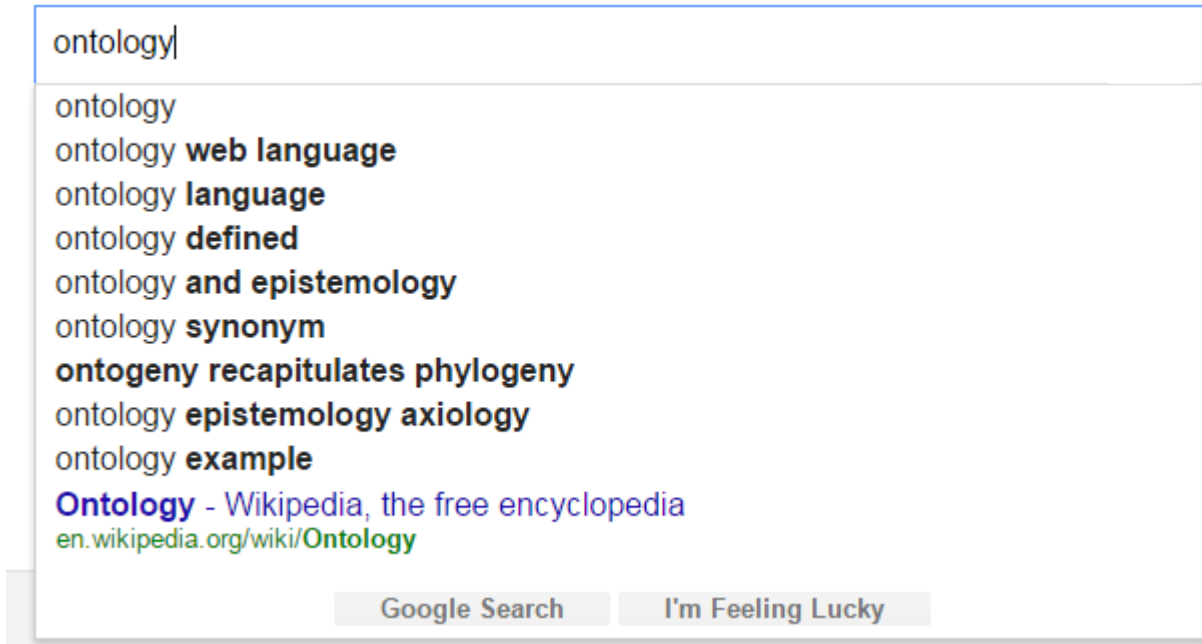 ontology
ontology
ontology web language
ontology language
ontology defined
ontology and epistemology
ontology synonym
ontogeny recapitulates phylogeny
ontology epistemology axiology
ontology example
Ontology - Wikipedia, the free encyclopedia
en.wikipedia.org/wiki/Ontology
Google Search I'm Feeling Lucky